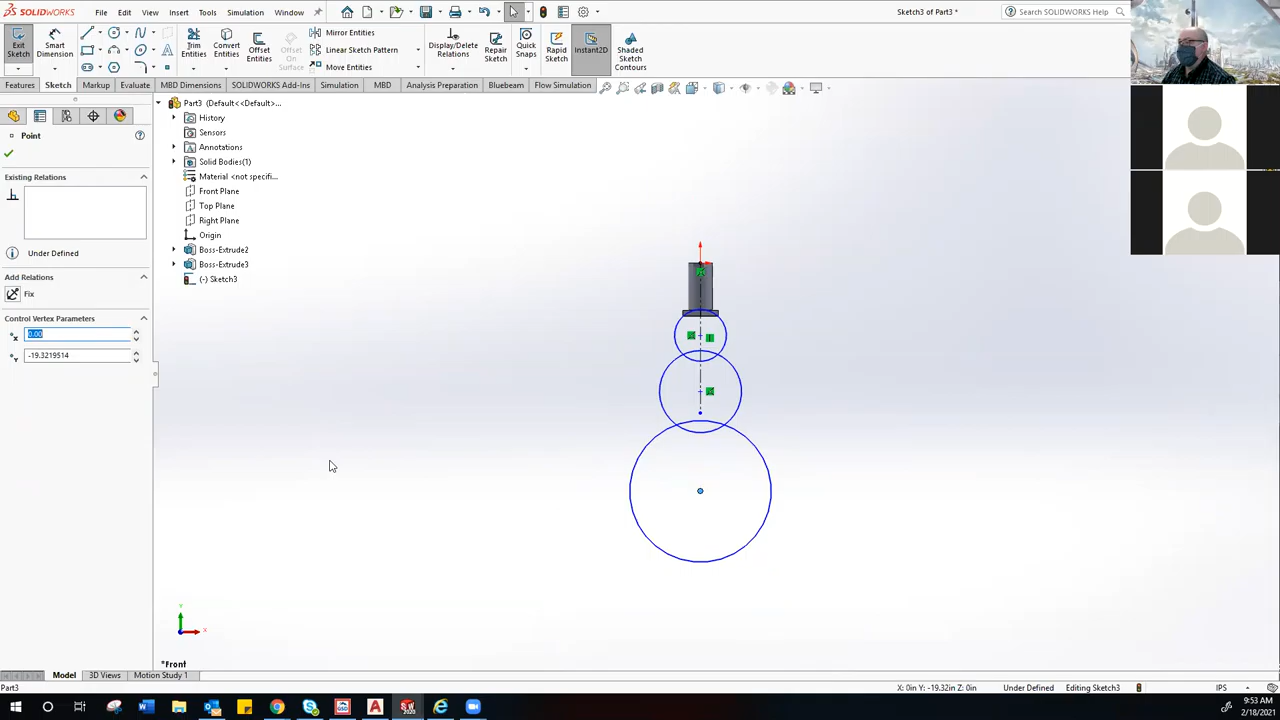 SOLIDWORKS File Edit View Insert Tools Simulation Window Sketch3 of Part3 * Search SOLIDWORKS Help
Exit Sketch
Smart Dimension
Trim Entities
Convert Entities
Offset Entities
Offset On Surface
Mirror Entities
Linear Sketch Pattern
Move Entities
Display/Delete Relations
Repair Sketch
Quick Snaps
Rapid Sketch
Instant2D
Shaded Sketch Contours
Features Sketch Markup Evaluate MBD Dimensions SOLIDWORKS Add-Ins Simulation MBD Analysis Preparation Bluebeam Flow Simulation
Point
Existing Relations
Under Defined
Add Relations
Fix
Control Vertex Parameters
0.00
-19.3219514
Part3 (Default<<Default>...
History
Sensors
Annotations
Solid Bodies(1)
Material <not specifi...
Front Plane
Top Plane
Right Plane
Origin
Boss-Extrude2
Boss-Extrude3
(-) Sketch3
Y
X
*Front
Model 3D Views Motion Study 1
Part3 X: 0in Y: -19.32in Z: 0in Under Defined Editing Sketch3 IPS
9:53 AM
2/18/2021